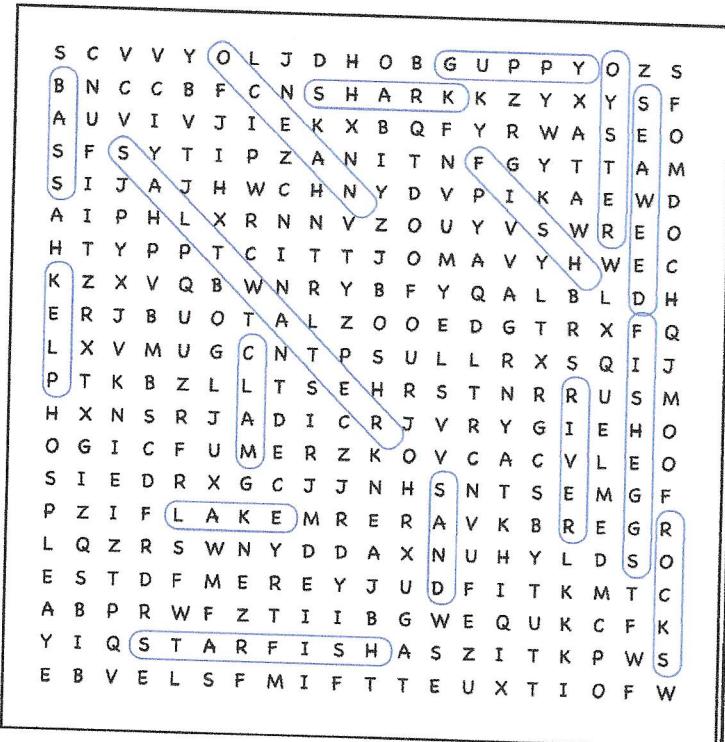 S C V V Y O L J D H O B G U P P Y O Z S
B N C C B F C N S H A R K K Z Y X Y S F
A U V I V J I E K X B Q F Y R W A S E O
S F S Y T I P Z A N I T N F G Y T T A M
S I J A J H W C H N Y D V P I K A E W D
A I P H L X R N N V Z O U Y V S W R E O
H T Y P P T C I T T J O M A V Y H W E C
K Z X V Q B W N R Y B F Y Q A L B L D H
E R J B U O T A L Z O O E D G T R X F Q
L X V M U G C N T P S U L L R X S Q I J
P T K B Z L L T S E H R S T N R R U S M
H X N S R J A D I C R J V R Y G I E H O
O G I C F U M E R Z K O V C A C V L E O
S I E D R X G C J J N H S N T S E M G F
P Z I F L A K E M R E R A V K B R E G R
L Q Z R S W N Y D D A X N U H Y L D S O
E S T D F M E R E Y J U D F I T K M T C
A B P R W F Z T I I B G W E Q U K C F K
Y I Q S T A R F I S H A S Z I T K P W S
E B V E L S F M I F T T E U X T I O F W